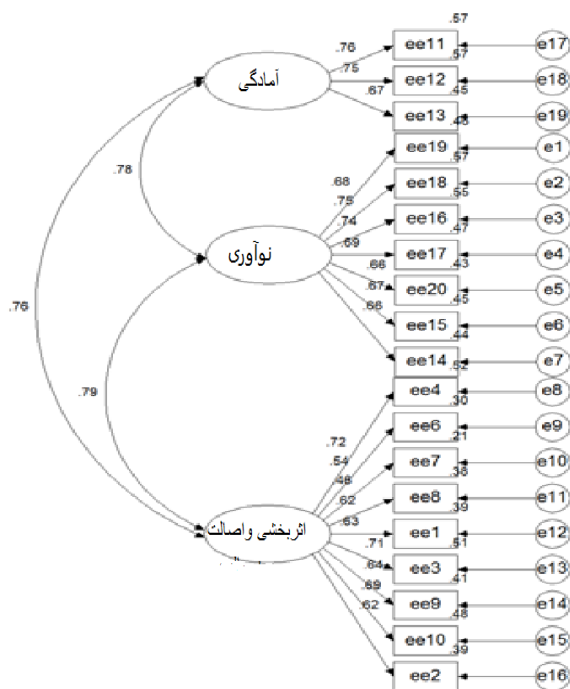 .57
.76 ee11 e17
.57
.75
آمادگی
ee12 e18
.67 .45
ee13 e19
.46
ee19 e1
.78
.57
.68 ee18 e2
.75 .55
ee16 e3
.74 .47
نوآوری
.69 ee17 e4
.43
.66
ee20 e5
.67 .45
.76
.66 ee15 e6
.44
ee14 e7
.52
.79
ee4 e8
.30
ee6 e9
.72 .21
.54 ee7 e10
.46 .38
.62 ee8 e11
.39
.63
اثربخشی واصالت
ee1 e12
.71 .51
.64 ee3 e13
.41
.69 ee9 e14
.62 .48
ee10 e15
.39
ee2 e16